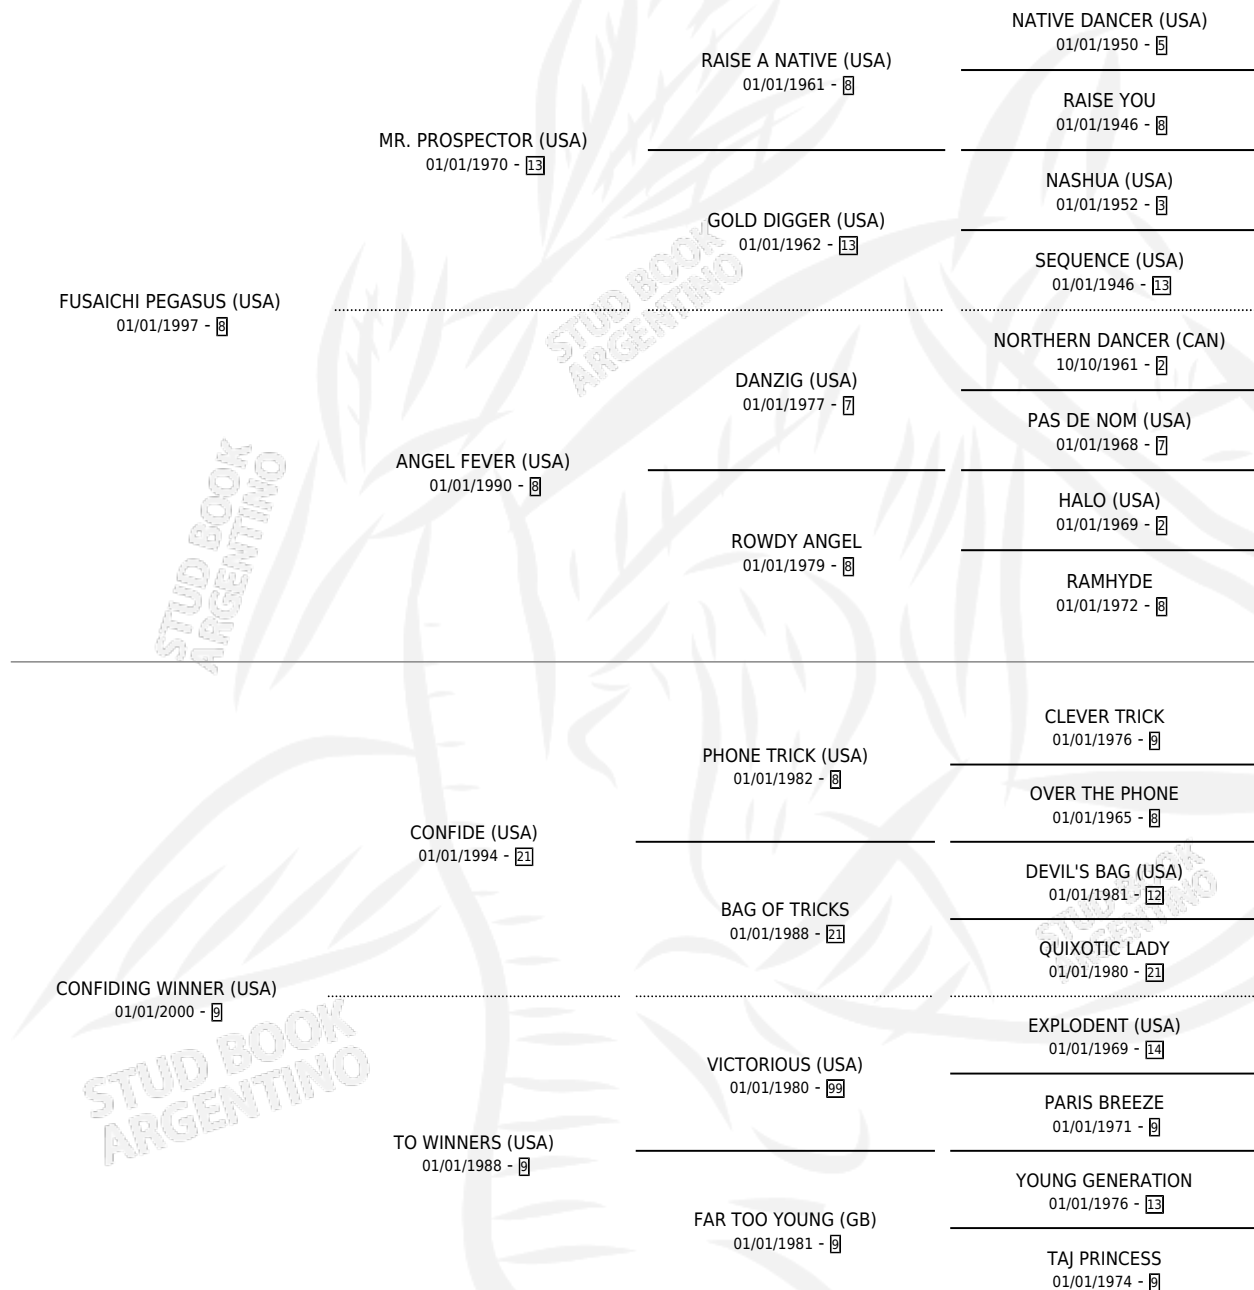 NATIVE DANCER (USA)
01/01/1950 - 5
RAISE A NATIVE (USA)
01/01/1961 - 8
RAISE YOU
01/01/1946 - 8
MR. PROSPECTOR (USA)
01/01/1970 - 13
NASHUA (USA)
01/01/1952 - 3
GOLD DIGGER (USA)
01/01/1962 - 13
SEQUENCE (USA)
01/01/1946 - 13
FUSAICHI PEGASUS (USA)
01/01/1997 - 8
STUD BOOK
ARGENTINO
NORTHERN DANCER (CAN)
10/10/1961 - 2
DANZIG (USA)
01/01/1977 - 7
PAS DE NOM (USA)
01/01/1968 - 7
ANGEL FEVER (USA)
01/01/1990 - 8
HALO (USA)
01/01/1969 - 2
ROWDY ANGEL
01/01/1979 - 8
RAMHYDE
01/01/1972 - 8
STUD BOOK
ARGENTINO
CLEVER TRICK
01/01/1976 - 9
PHONE TRICK (USA)
01/01/1982 - 8
OVER THE PHONE
01/01/1965 - 8
CONFIDE (USA)
01/01/1994 - 21
DEVIL'S BAG (USA)
01/01/1981 - 12
BAG OF TRICKS
01/01/1988 - 21
STUD BOOK
ARGENTINO
QUIXOTIC LADY
01/01/1980 - 21
CONFIDING WINNER (USA)
01/01/2000 - 9
STUD BOOK
ARGENTINO
EXPLODENT (USA)
01/01/1969 - 14
VICTORIOUS (USA)
01/01/1980 - 99
PARIS BREEZE
01/01/1971 - 9
TO WINNERS (USA)
01/01/1988 - 9
YOUNG GENERATION
01/01/1976 - 13
FAR TOO YOUNG (GB)
01/01/1981 - 9
TAJ PRINCESS
01/01/1974 - 9